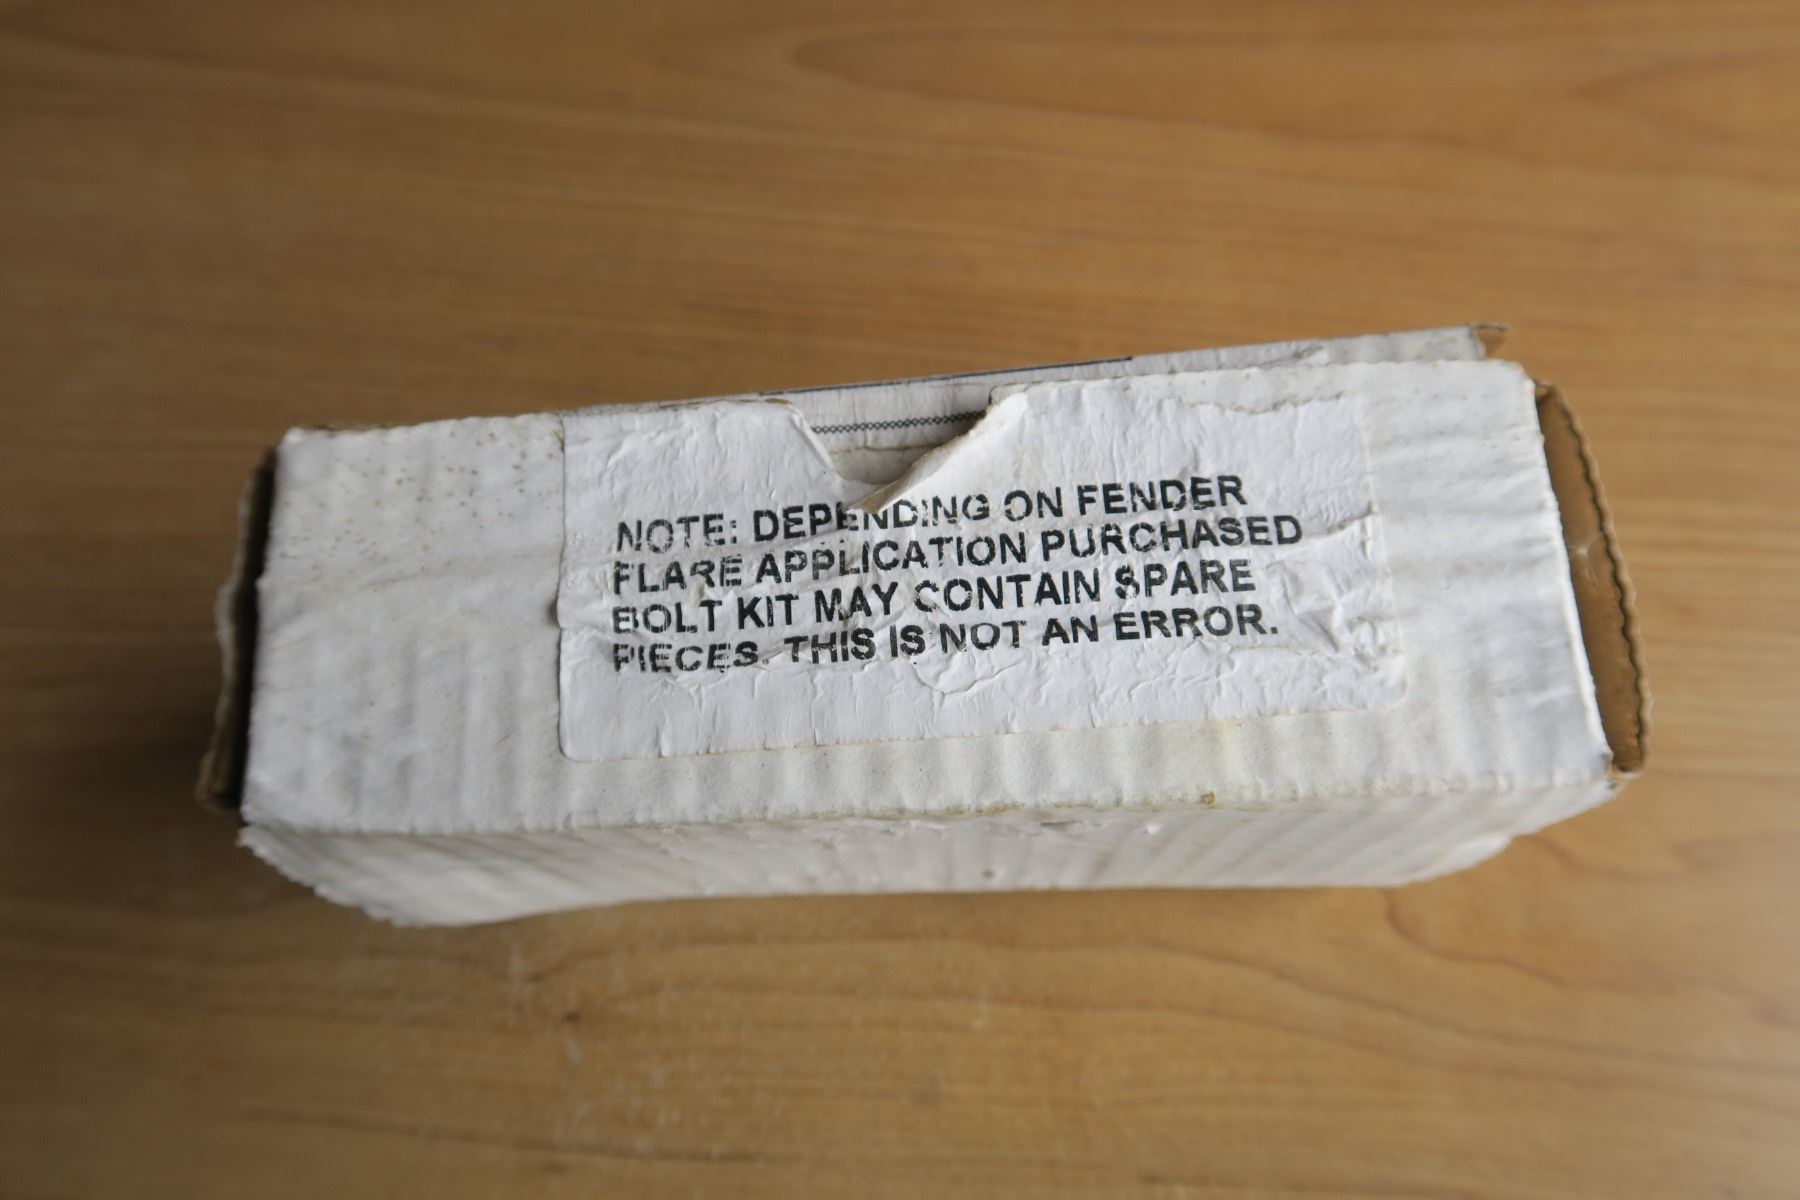 NOTE: DEPENDING ON FENDER
FLARE APPLICATION PURCHASED
BOLT KIT MAY CONTAIN SPARE
PIECES. THIS IS NOT AN ERROR.